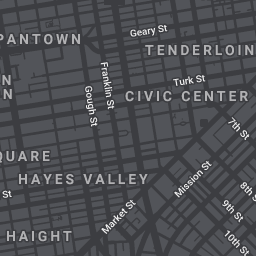 Geary St
PANTOWN
TENDERLOIN
Franklin St
Turk St
N
N
Gough St
CIVIC CENTER
7th St
QUARE
HAYES VALLEY
Mission St
St
8th
9th St
Market St
10th St
HAIGHT